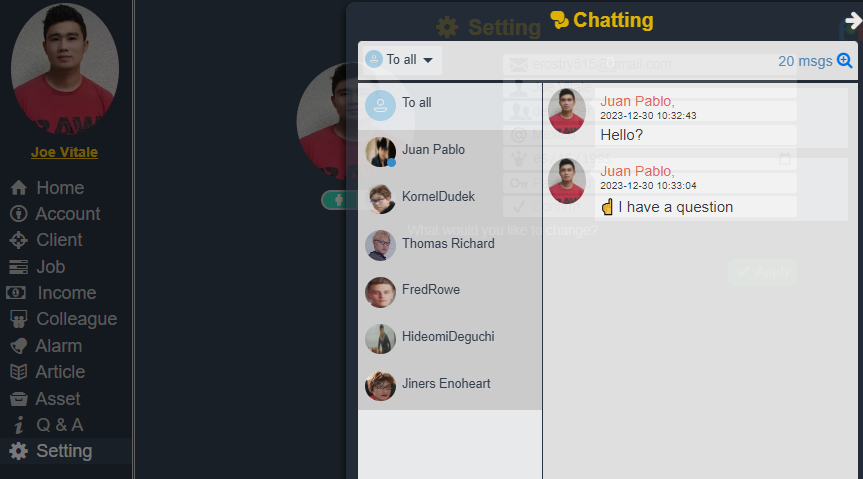 Joe Vitale
Home
Account
Client
Job
Income
Colleague
Alarm
Article
Asset
Q & A
Setting
Setting
Chatting
To all
20 msgs
To all
Juan Pablo
KornelDudek
Thomas Richard
FredRowe
HideomiDeguchi
Jiners Enoheart
Juan Pablo,
2023-12-30 10:32:43
Hello?
Juan Pablo,
2023-12-30 10:33:04
I have a question
What would you like to change?
Apply